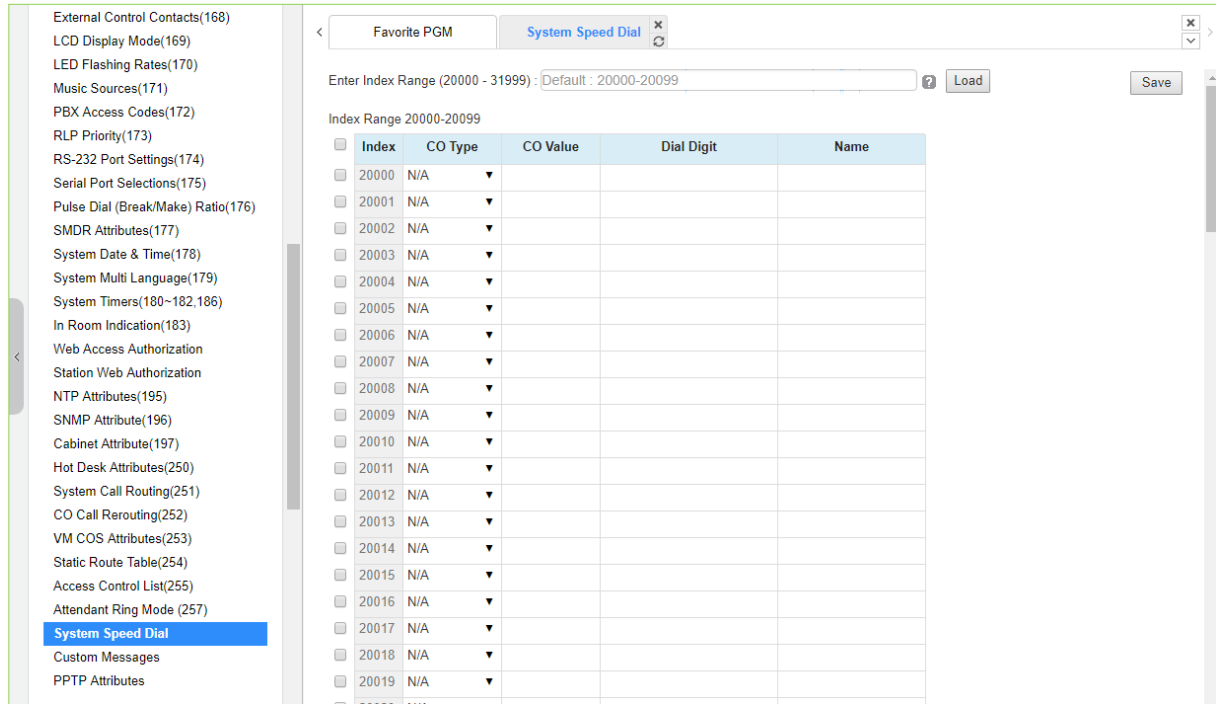 External Control Contacts(168)
LCD Display Mode(169)
LED Flashing Rates(170)
Music Sources(171)
PBX Access Codes(172)
RLP Priority(173)
RS-232 Port Settings(174)
Serial Port Selections(175)
Pulse Dial (Break/Make) Ratio(176)
SMDR Attributes(177)
System Date & Time(178)
System Multi Language(179)
System Timers(180~182,186)
In Room Indication(183)
Web Access Authorization
Station Web Authorization
NTP Attributes(195)
SNMP Attribute(196)
Cabinet Attribute(197)
Hot Desk Attributes(250)
System Call Routing(251)
CO Call Rerouting(252)
VM COS Attributes(253)
Static Route Table(254)
Access Control List(255)
Attendant Ring Mode (257)
System Speed Dial
Custom Messages
PPTP Attributes
Favorite PGM System Speed Dial
Enter Index Range (20000 - 31999) : Default : 20000-20099 ? Load Save
Index Range 20000-20099
Index CO Type CO Value Dial Digit Name
20000 N/A
20001 N/A
20002 N/A
20003 N/A
20004 N/A
20005 N/A
20006 N/A
20007 N/A
20008 N/A
20009 N/A
20010 N/A
20011 N/A
20012 N/A
20013 N/A
20014 N/A
20015 N/A
20016 N/A
20017 N/A
20018 N/A
20019 N/A